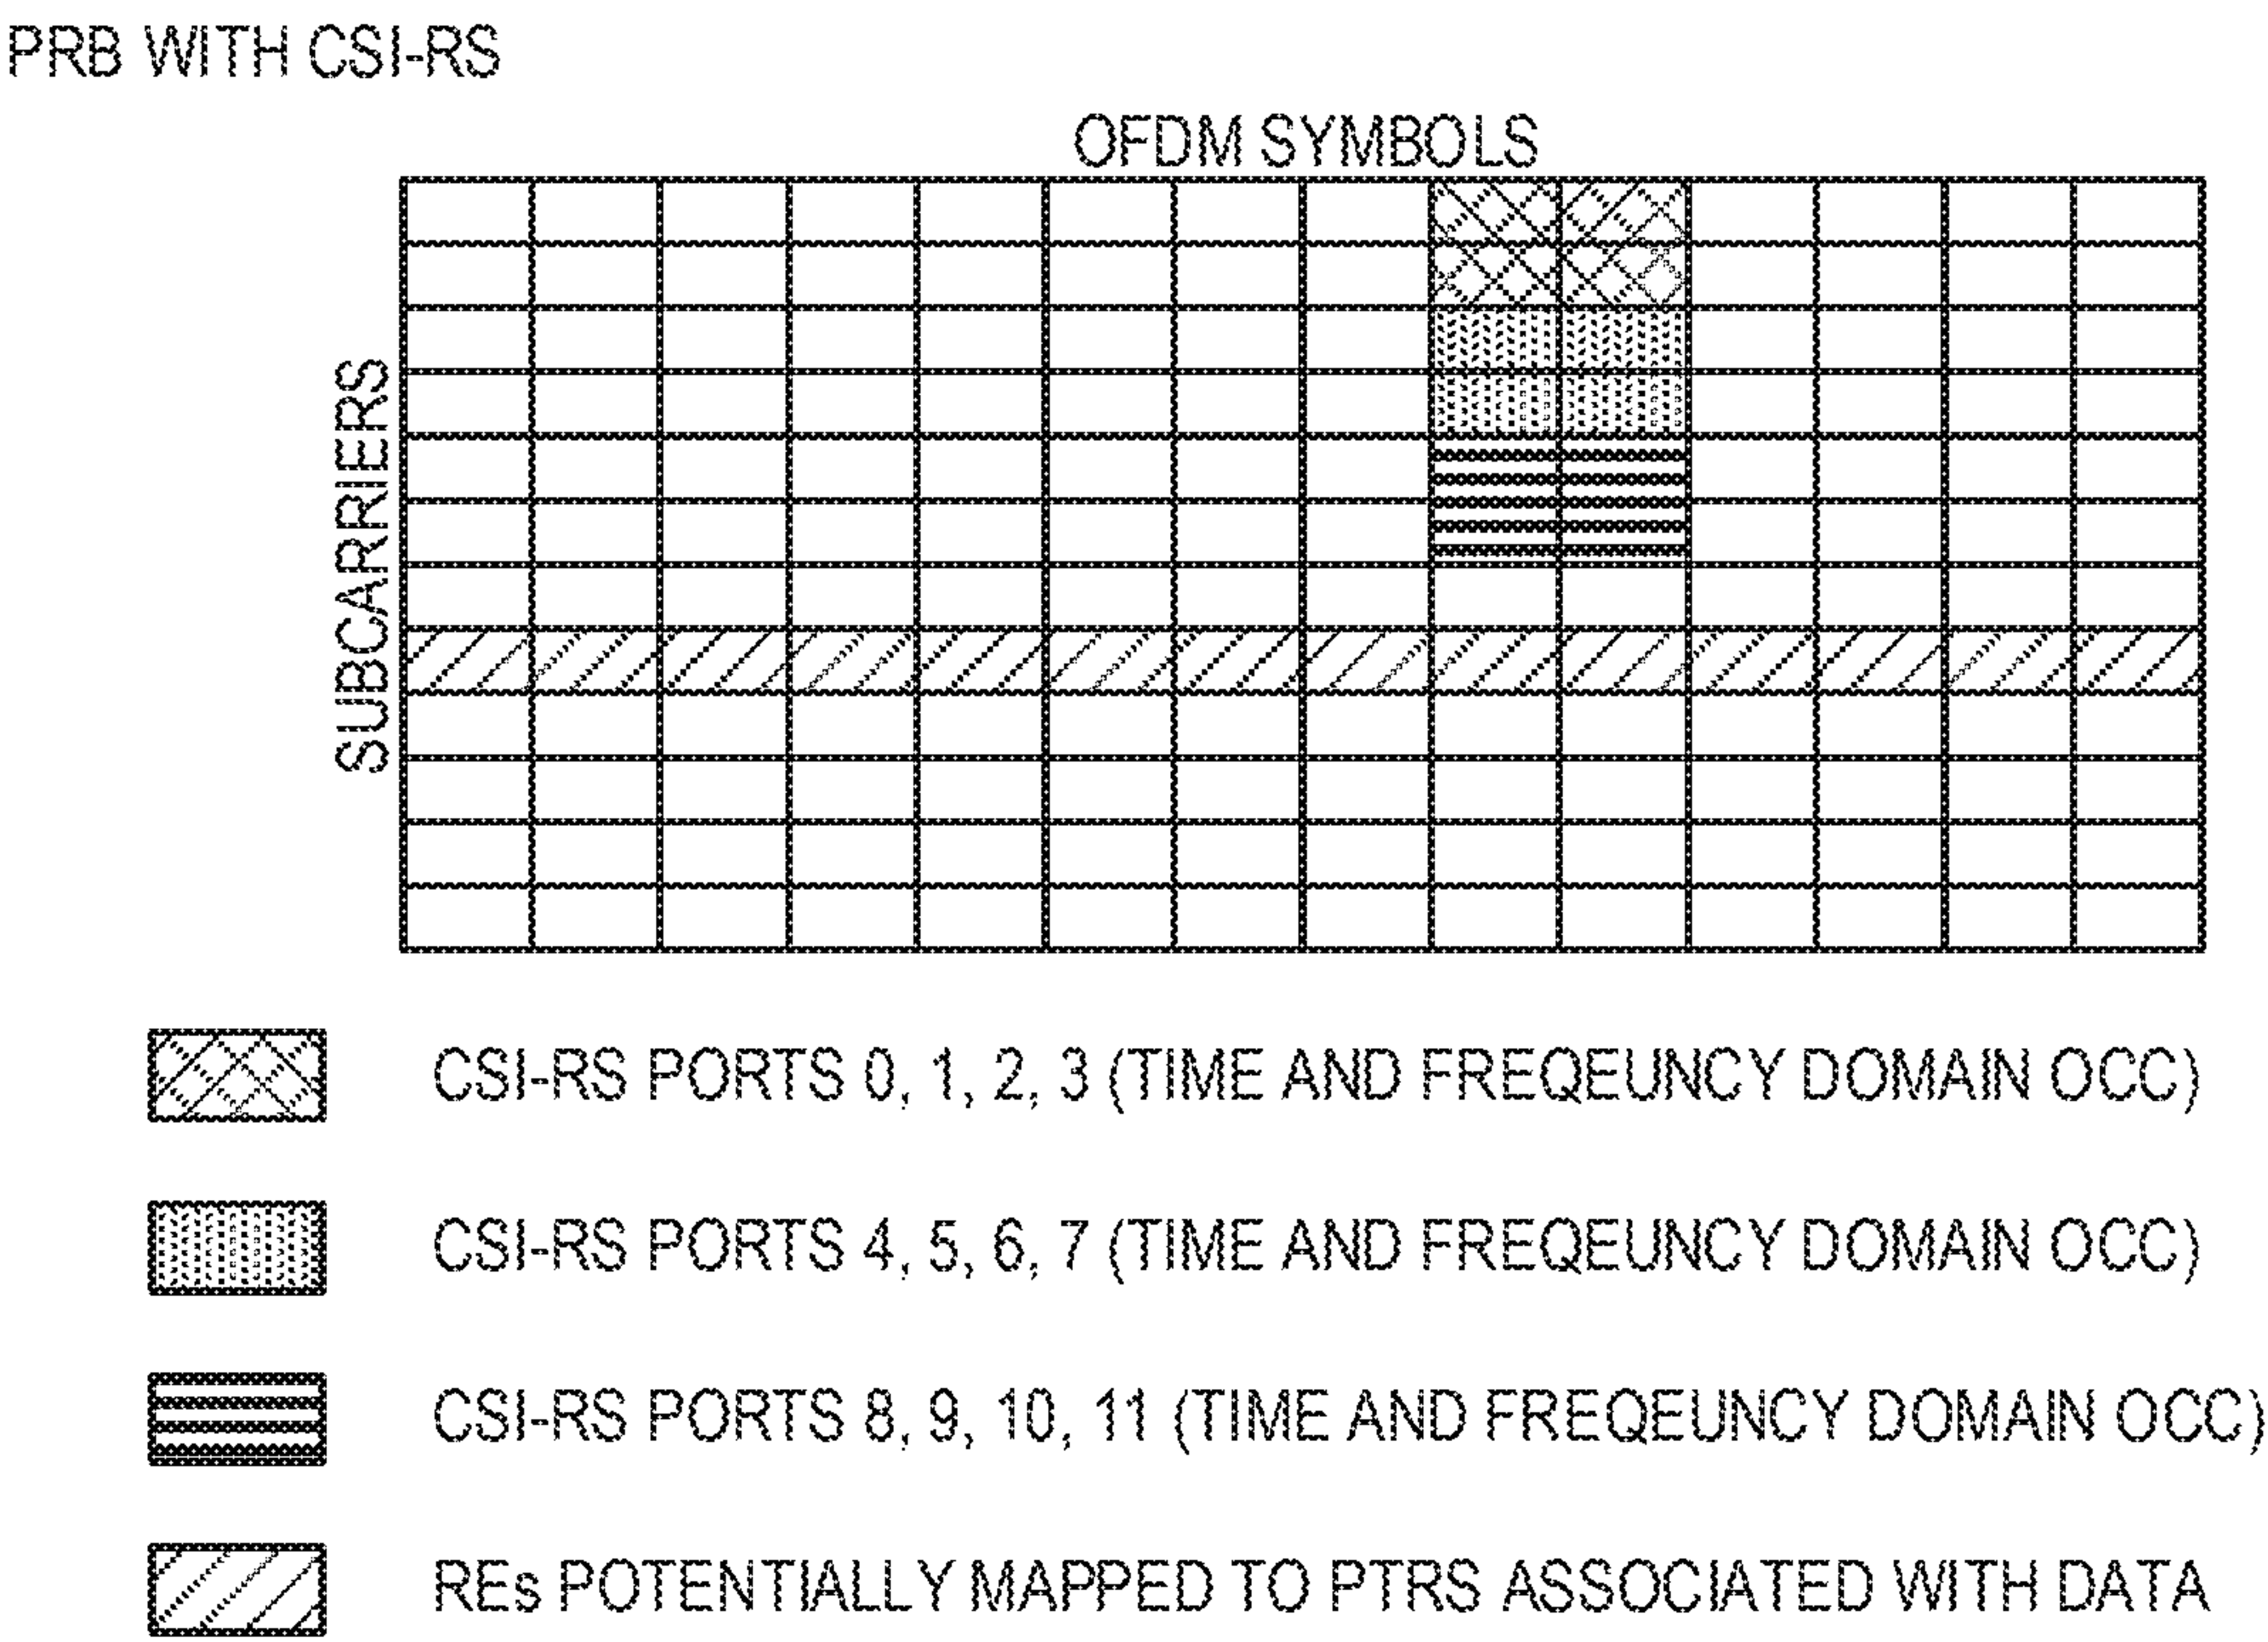 PRB WITH CSI-RS
OFDM SYMBOLS
SUBCARRIERS
CSI-RS PORTS 0, 1, 2, 3 (TIME AND FREQEUNCY DOMAIN OCC)
CSI-RS PORTS 4, 5, 6, 7 (TIME AND FREQEUNCY DOMAIN OCC)
CSI-RS PORTS 8, 9, 10, 11 (TIME AND FREQEUNCY DOMAIN OCC)
REs POTENTIALLY MAPPED TO PTRS ASSOCIATED WITH DATA